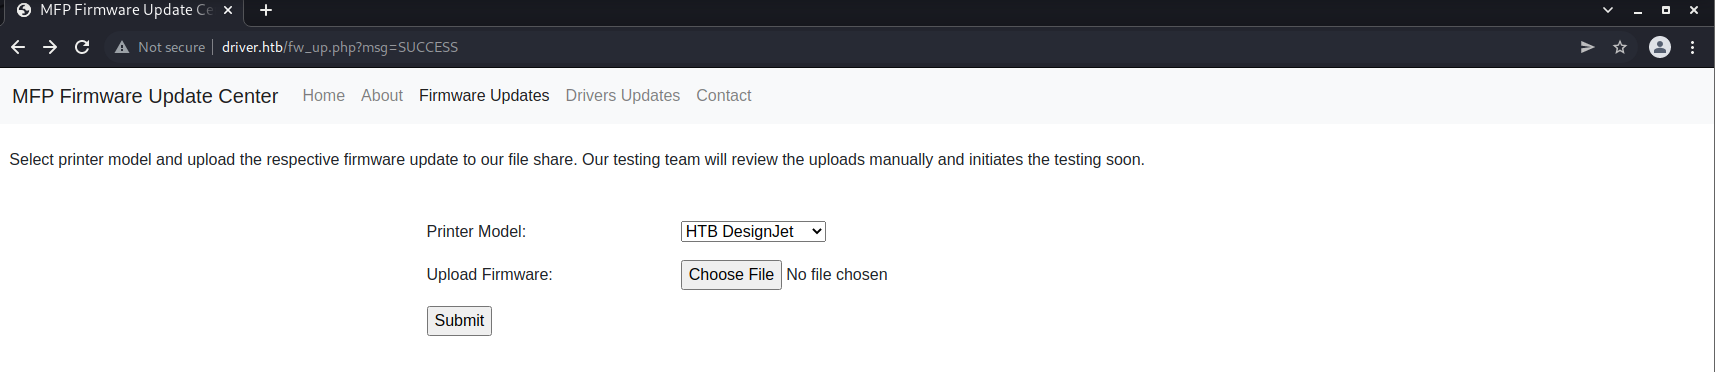 MFP Firmware Update Ce
Not secure driver.htb/fw_up.php?msg=SUCCESS
MFP Firmware Update Center Home About Firmware Updates Drivers Updates Contact
Select printer model and upload the respective firmware update to our file share. Our testing team will review the uploads manually and initiates the testing soon.
Printer Model: HTB DesignJet
Upload Firmware: Choose File No file chosen
Submit